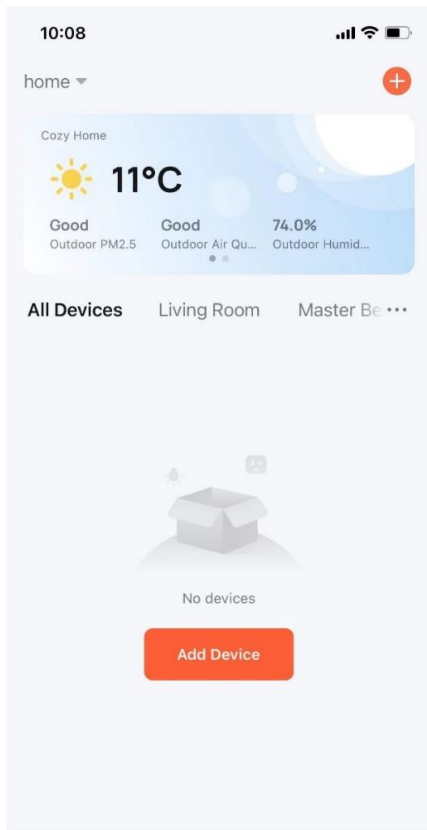 10:08
home
Cozy Home
11°C
Good Good 74.0%
Outdoor PM2.5 Outdoor Air Qu... Outdoor Humid...
All Devices Living Room Master Be
No devices
Add Device